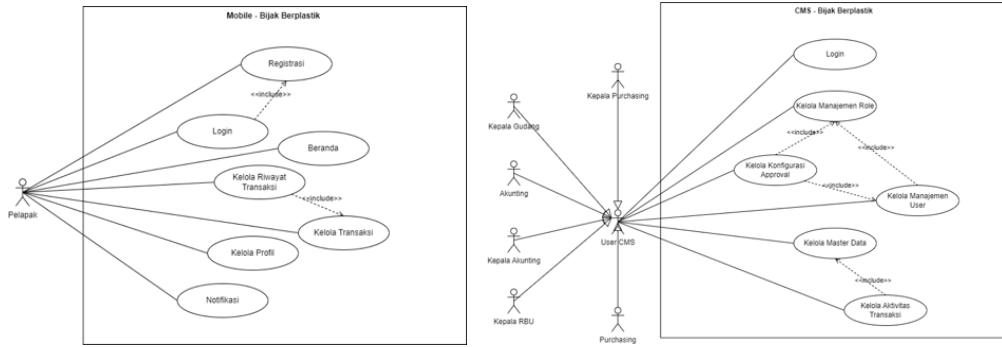 Mobile - Bijak Berplastik
Registrasi
<<include>>
Login
Beranda
Kelola Riwayat
Transaksi
<<include>>
Pelapak
Kelola Transaksi
Kelola Profil
Notifikasi
CMS - Bijak Berplastik
Login
Kepala Purchasing
Kelola Manajemen Role
Kepala Gudang
<<include>>
<<include>>
Kelola Konfigurasi
Approval
<<include>>
Akunting
Kelola Manajemen
User
User CMS
Kepala Akunting
Kelola Master Data
<<include>>
Kelola Aktivitas
Transaksi
Kepala RBU
Purchasing